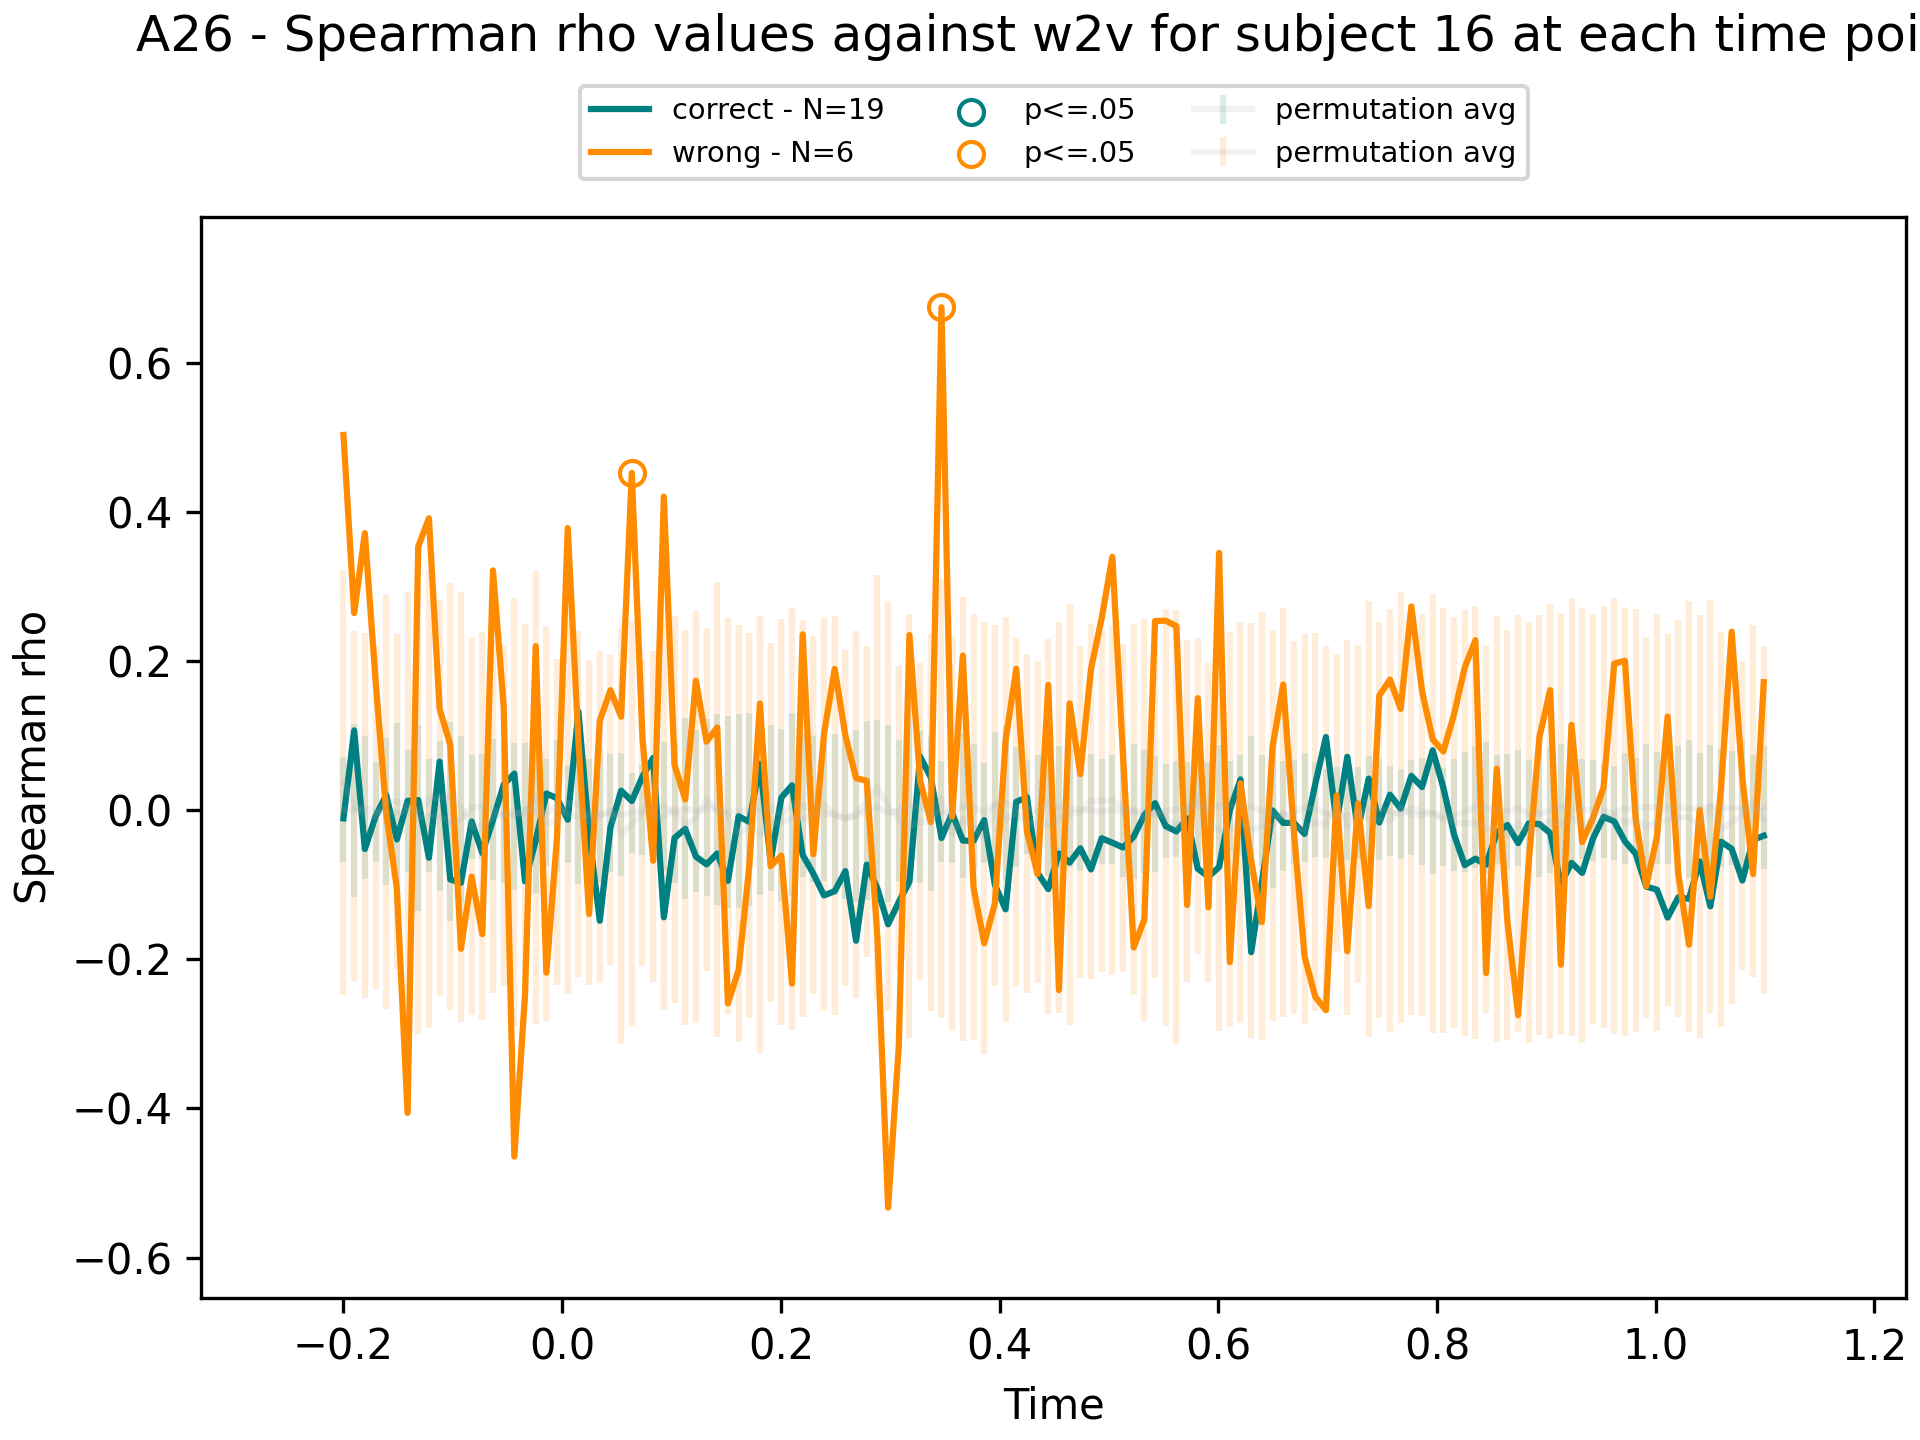 A26 - Spearman rho values against w2v for subject 16 at each time poi
correct - N=19
wrong - N=6
p<=.05
p<=.05
permutation avg
permutation avg
Spearman rho
0.6
0.4
0.2
0.0
−0.2
−0.4
−0.6
−0.2 0.0 0.2 0.4 0.6 0.8 1.0 1.2
Time